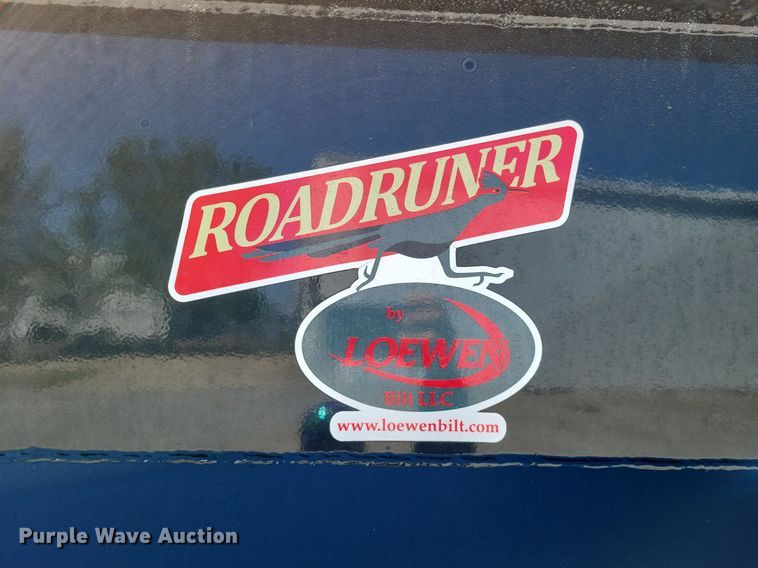 ROADRUNER
by
LOEWEN
Bilt LLC
www.loewenbilt.com
Purple Wave Auction